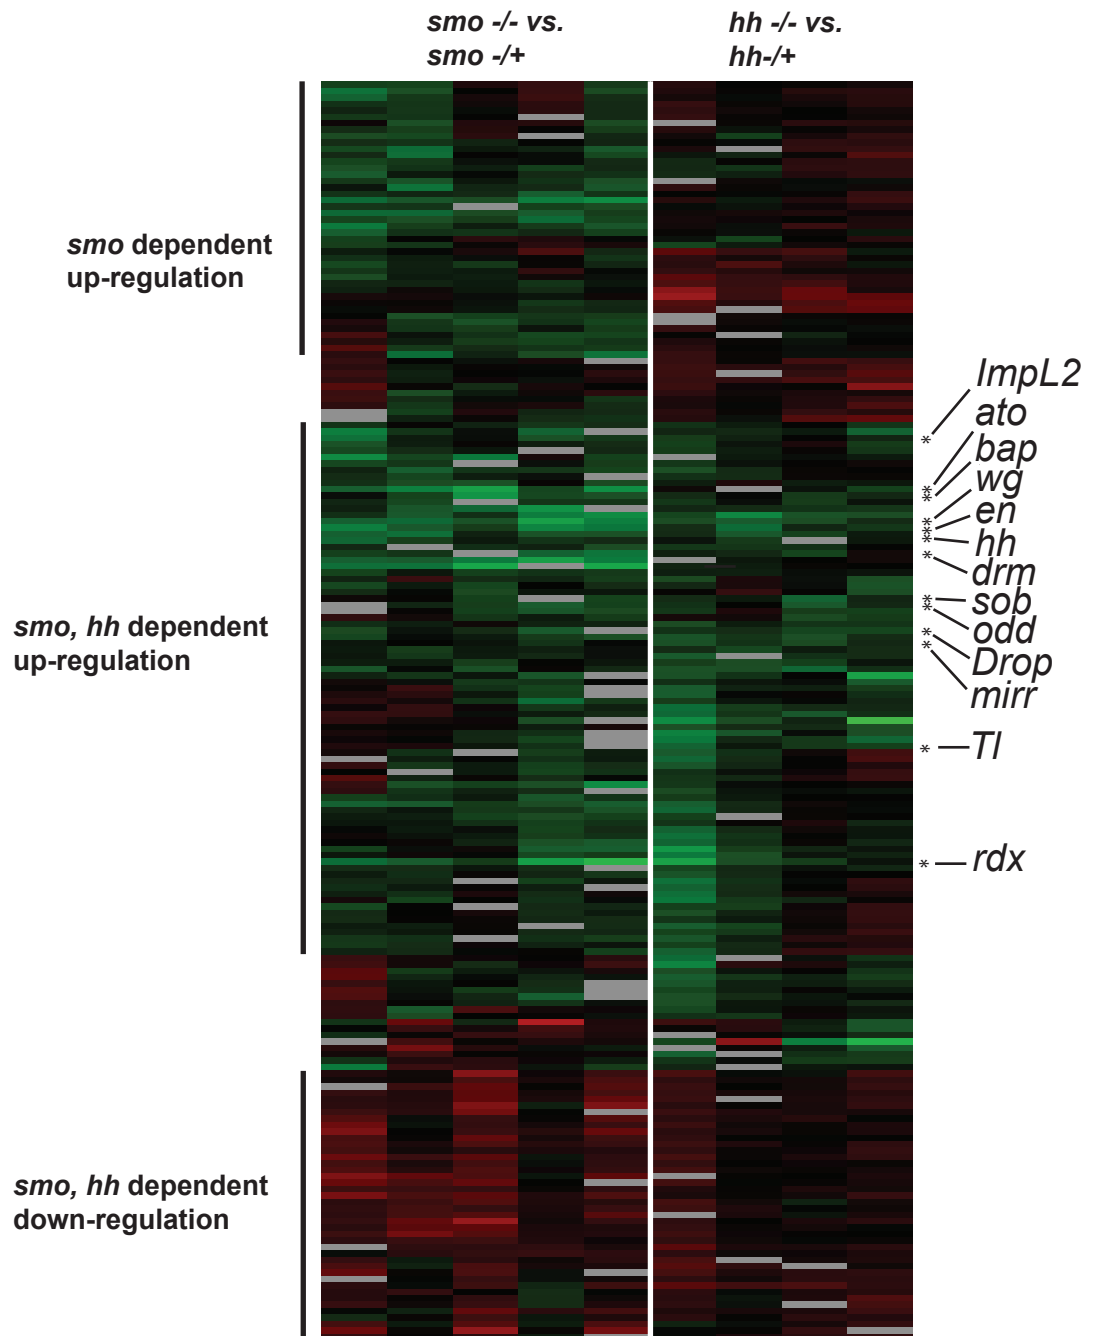 smo -/- vs.
smo -/+
hh -/- vs.
hh-/+
smo dependent
up-regulation
ImpL2
ato
bap
wg
en
hh
drm
sob
odd
Drop
mirr
Tl
rdx
smo, hh dependent
up-regulation
smo, hh dependent
down-regulation